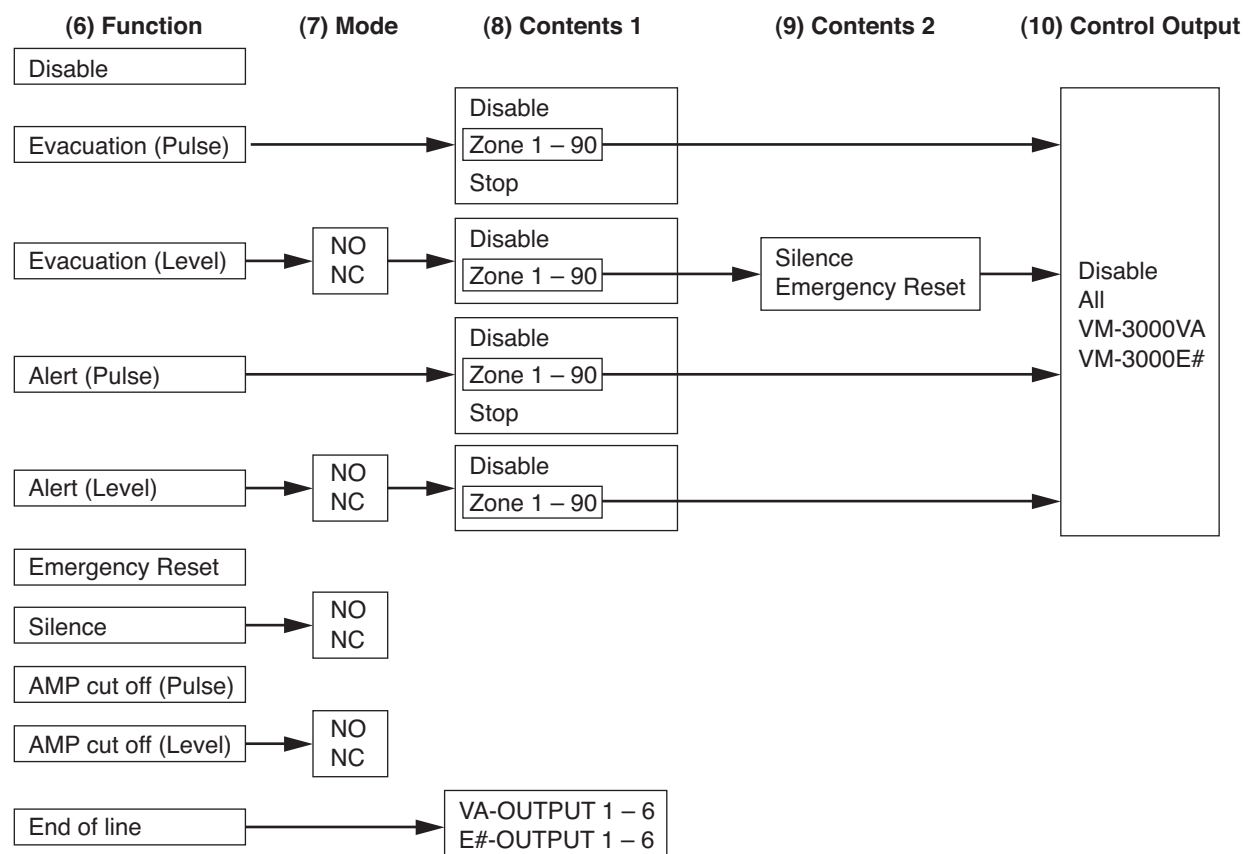 (6) Function (7) Mode (8) Contents 1 (9) Contents 2 (10) Control Output
Disable
Evacuation (Pulse)
Disable
Zone 1 – 90
Stop
Evacuation (Level)
NO
NC
Disable
Zone 1 – 90
Silence
Emergency Reset
Alert (Pulse)
Disable
Zone 1 – 90
Stop
Alert (Level)
NO
NC
Disable
Zone 1 – 90
Disable
All
VM-3000VA
VM-3000E#
Emergency Reset
Silence
NO
NC
AMP cut off (Pulse)
AMP cut off (Level)
NO
NC
End of line
VA-OUTPUT 1 – 6
E#-OUTPUT 1 – 6